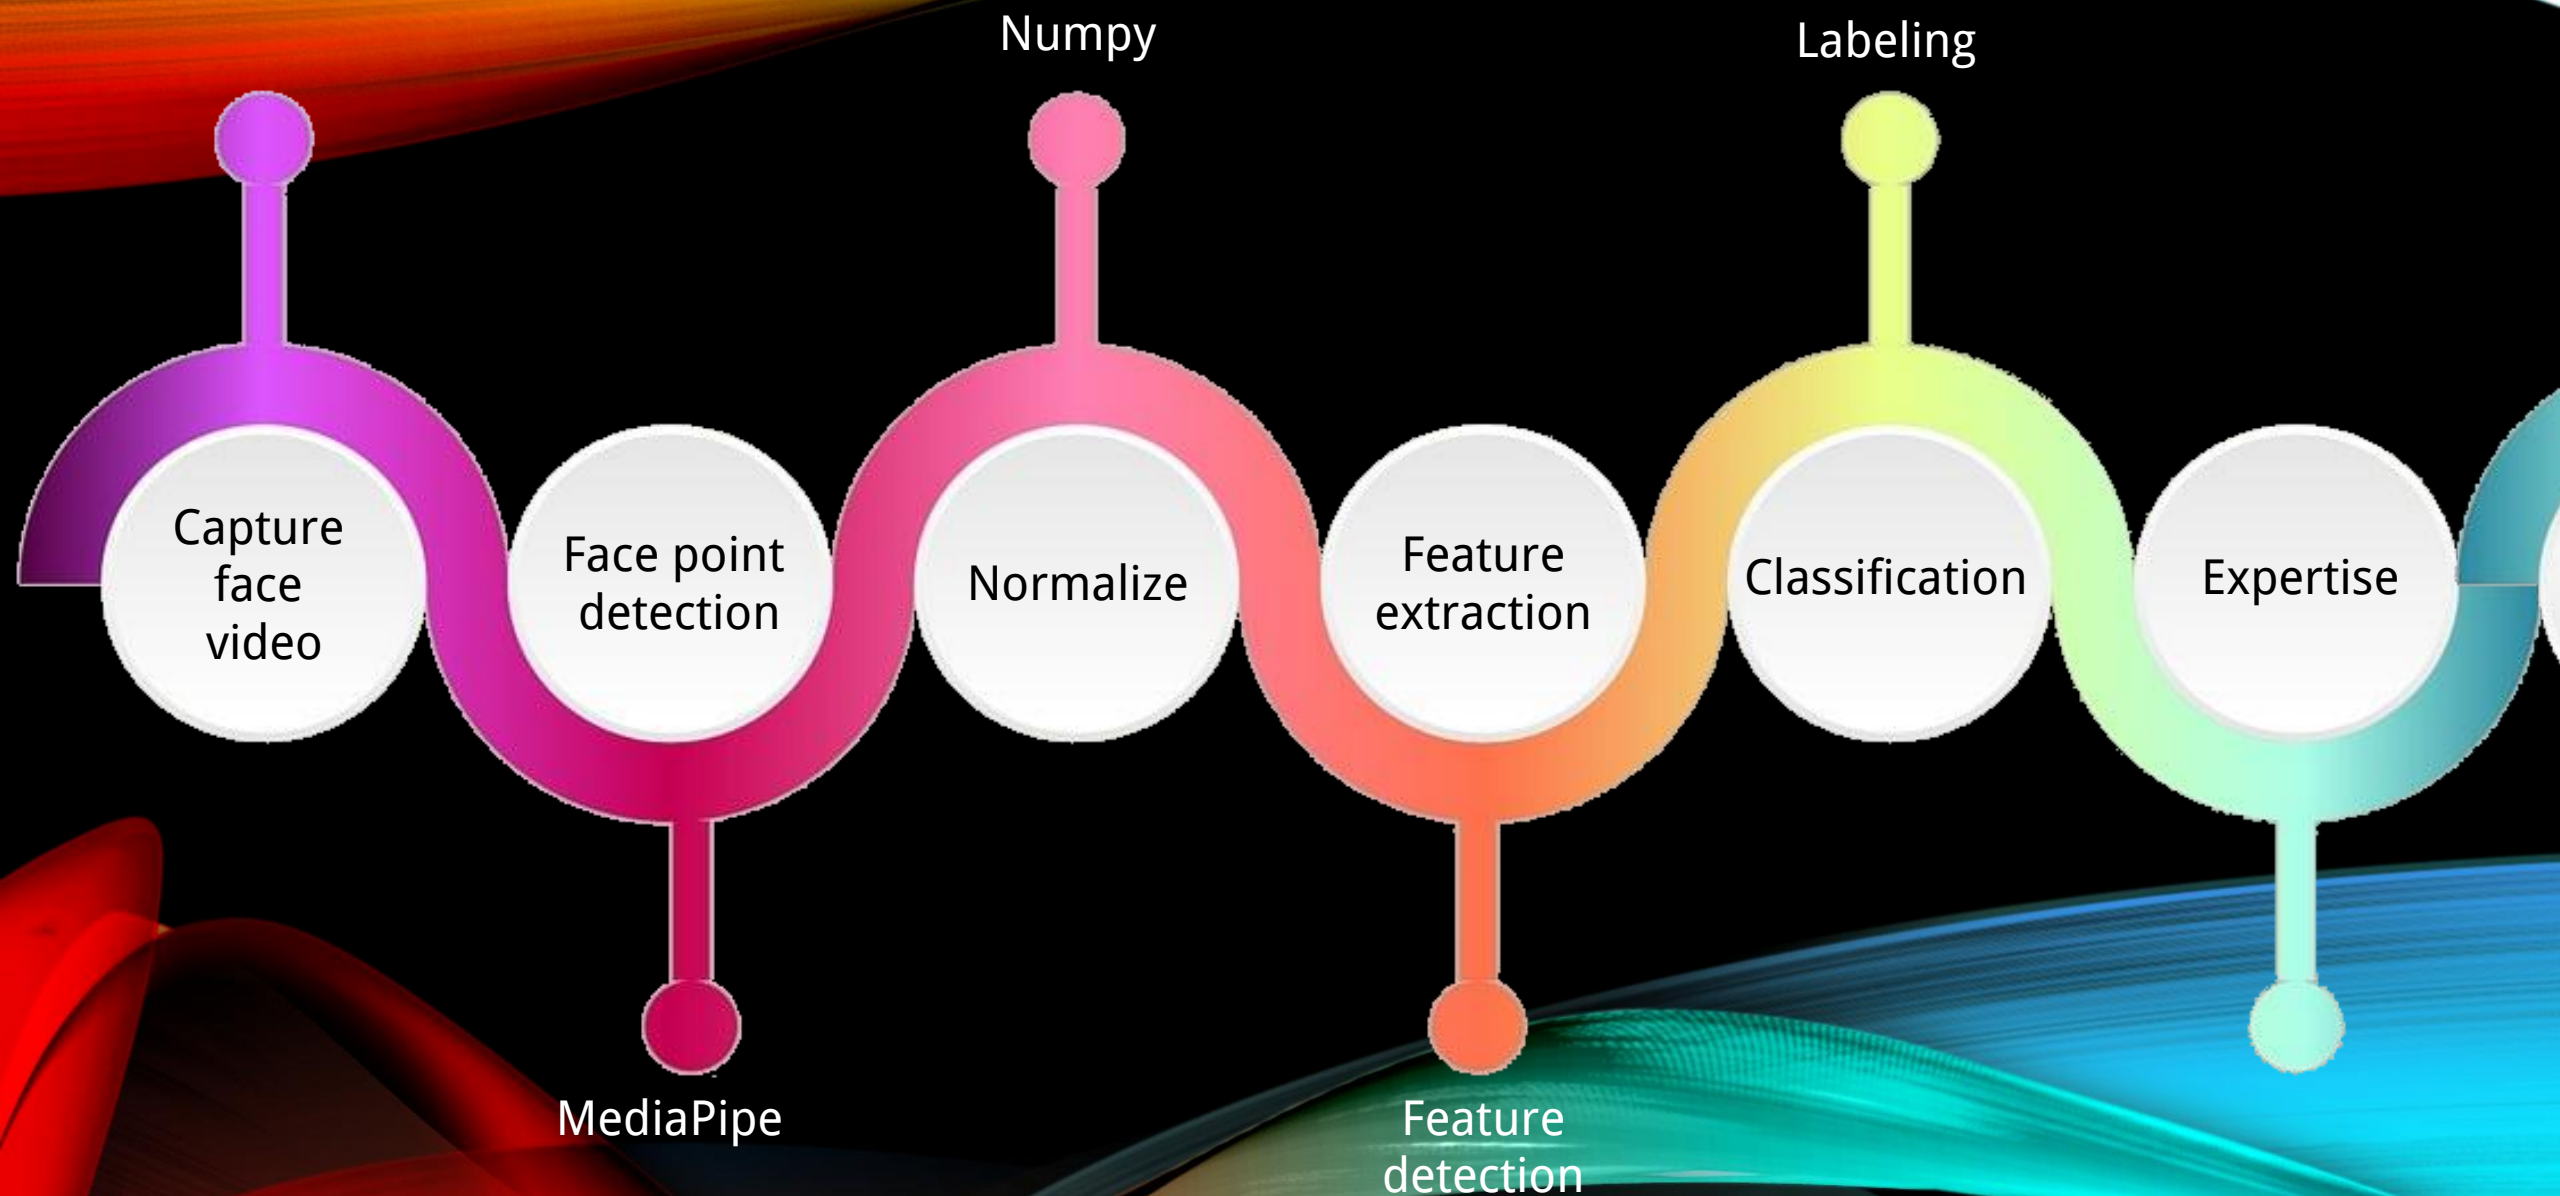 Numpy
Labeling
Capture
face
video
Face point
detection
Normalize
Feature
extraction
Classification
Expertise
MediaPipe
Feature
detection